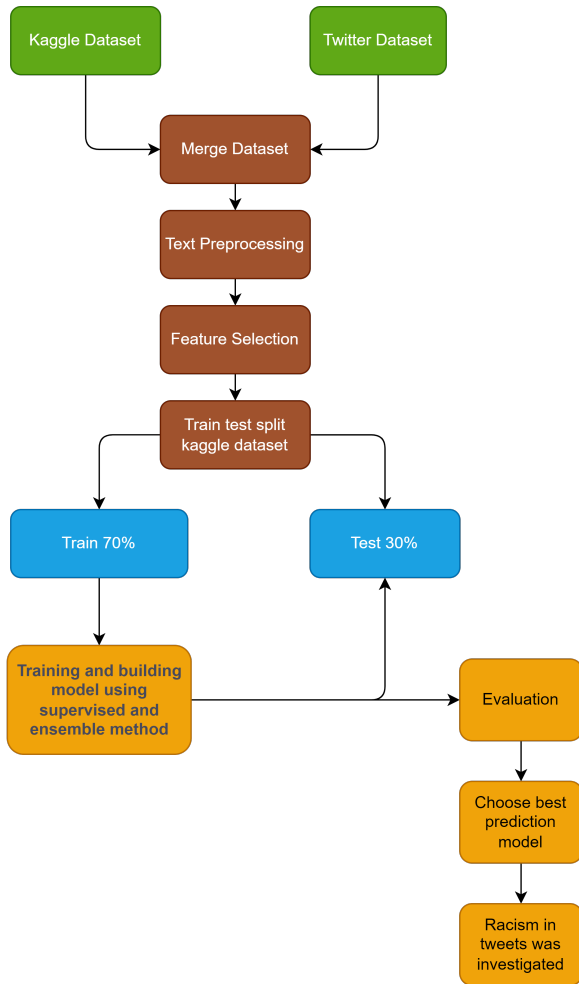 Kaggle Dataset
Twitter Dataset
Merge Dataset
Text Preprocessing
Feature Selection
Train test split
kaggle dataset
Train 70%
Test 30%
Training and building
model using
supervised and
ensemble method
Evaluation
Choose best
prediction
model
Racism in
tweets was
investigated